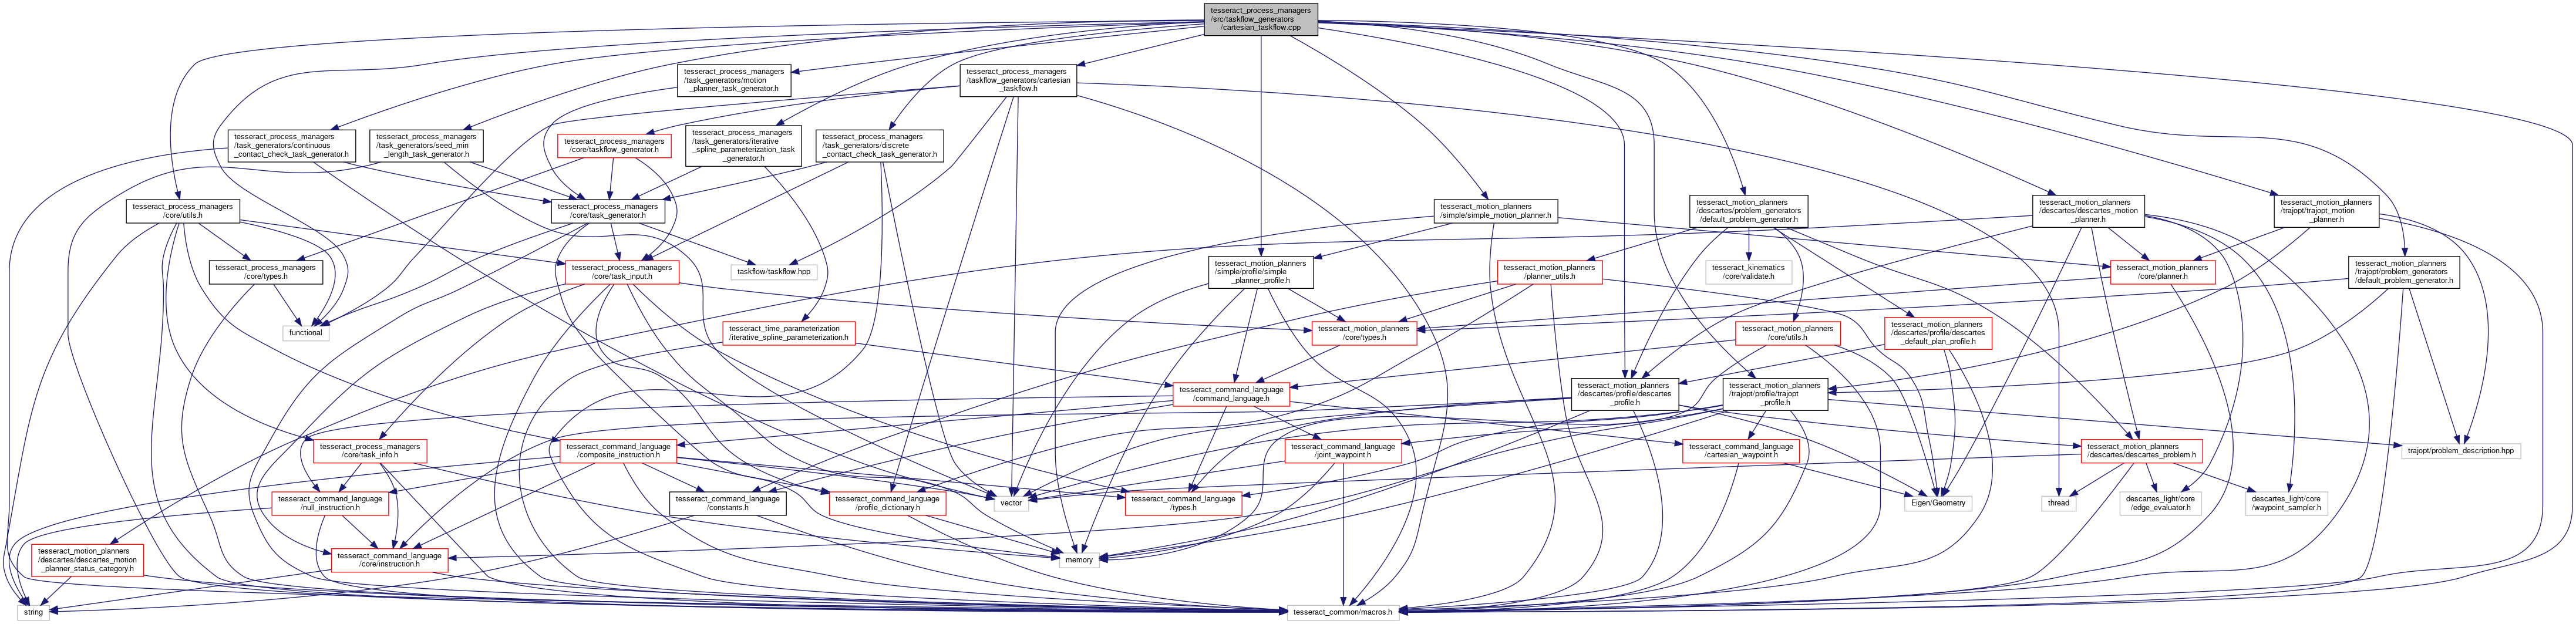 tesseract_process_managers
/src/taskflow_generators
/cartesian_taskflow.cpp
tesseract_process_managers
/task_generators/motion
_planner_task_generator.h
tesseract_process_managers
/taskflow_generators/cartesian
_taskflow.h
tesseract_process_managers
/task_generators/continuous
_contact_check_task_generator.h
tesseract_process_managers
/task_generators/seed_min
_length_task_generator.h
tesseract_process_managers
/core/taskflow_generator.h
tesseract_process_managers
/task_generators/iterative
_spline_parameterization_task
_generator.h
tesseract_process_managers
/task_generators/discrete
_contact_check_task_generator.h
tesseract_process_managers
/core/utils.h
tesseract_process_managers
/core/task_generator.h
tesseract_motion_planners
/simple/simple_motion_planner.h
tesseract_motion_planners
/descartes/problem_generators
/default_problem_generator.h
tesseract_motion_planners
/descartes/descartes_motion
_planner.h
tesseract_motion_planners
/trajopt/trajopt_motion
_planner.h
tesseract_process_managers
/core/types.h
tesseract_process_managers
/core/task_input.h
taskflow/taskflow.hpp
tesseract_motion_planners
/simple/profile/simple
_planner_profile.h
tesseract_motion_planners
/planner_utils.h
tesseract_kinematics
/core/validate.h
tesseract_motion_planners
/core/planner.h
tesseract_motion_planners
/trajopt/problem_generators
/default_problem_generator.h
functional
tesseract_time_parameterization
/iterative_spline_parameterization.h
tesseract_motion_planners
/core/types.h
tesseract_motion_planners
/core/utils.h
tesseract_motion_planners
/descartes/profile/descartes
_default_plan_profile.h
tesseract_command_language
/command_language.h
tesseract_motion_planners
/descartes/profile/descartes
_profile.h
tesseract_motion_planners
/trajopt/profile/trajopt
_profile.h
tesseract_process_managers
/core/task_info.h
tesseract_command_language
/composite_instruction.h
tesseract_command_language
/joint_waypoint.h
tesseract_command_language
/cartesian_waypoint.h
tesseract_motion_planners
/descartes/descartes_problem.h
trajopt/problem_description.hpp
tesseract_command_language
/null_instruction.h
tesseract_command_language
/constants.h
tesseract_command_language
/profile_dictionary.h
vector
tesseract_command_language
/types.h
Eigen/Geometry
thread
descartes_light/core
/edge_evaluator.h
descartes_light/core
/waypoint_sampler.h
tesseract_motion_planners
/descartes/descartes_motion
_planner_status_category.h
tesseract_command_language
/core/instruction.h
memory
string
tesseract_common/macros.h